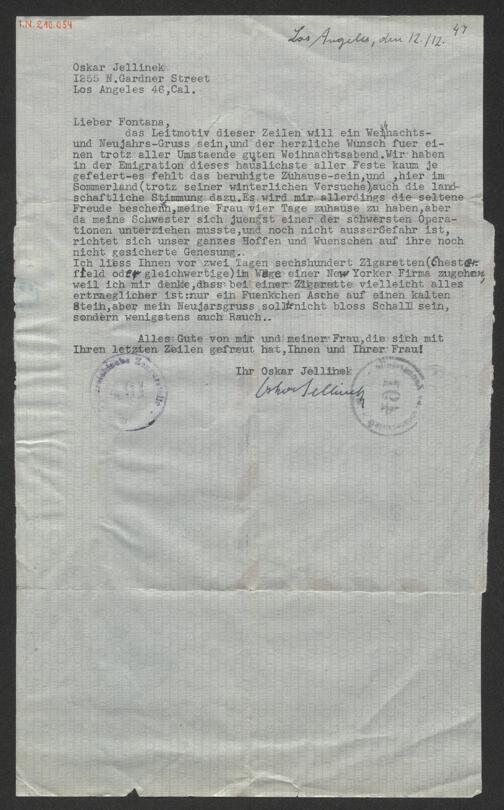 I.N. 210.054
Los Angeles, den 12./12. 47
Oskar Jellinek
1255 N.Gardner Street
Los Angeles 46,Cal.
Lieber Fontana,
das Leitmotiv dieser Zeilen will ein Weihnachts-
und Neujahrs-Gruss sein,und der herzliche Wunsch fuer ei-
nen trotz aller Umstaende guten Weihnachtsabend.Wir haben
in der Emigration dieses hauslichste aller Feste kaum je
gefeiert-es fehlt das beruhigte Zuhause-sein,und ,hier im
Sommerland(trotz seiner winterlichen Versuche)auch die land-
schaftliche Stimmung dazu.Es wird mir allerdings die seltene
Freude beschehn,meine Frau vier Tage zuhause zu haben,aber
da meine Schwester sich juengst einer der schwersten Opera-
tionen unterziehen musste,und noch nicht ausserGefahr ist,
richtet sich unser ganzes Hoffen und Wuenschen auf ihre noch
nicht gesicherte Genesung..
Ich liess Ihnen vor zwei Tagen sechshundert Zigaretten(Chester-
field oder gleichwertige)im Wege einer New Yorker Firma zugehen,
weil ich mir denke,dass bei einer Zigarette vielleicht alles
ertraeglicher ist:nur ein Fuenkchen Asche auf einen kalten
Stein,aber mein Neujarsgruss soll nicht bloss Schall sein,
sondern wenigstens auch Rauch..
Alles Gute von mir und meiner Frau,die sich mit
Ihren letzten Zeilen gefreut hat,Ihnen und Ihrer Frau!
Ihr Oskar Jellinek
Oskar Jellinek
401
401